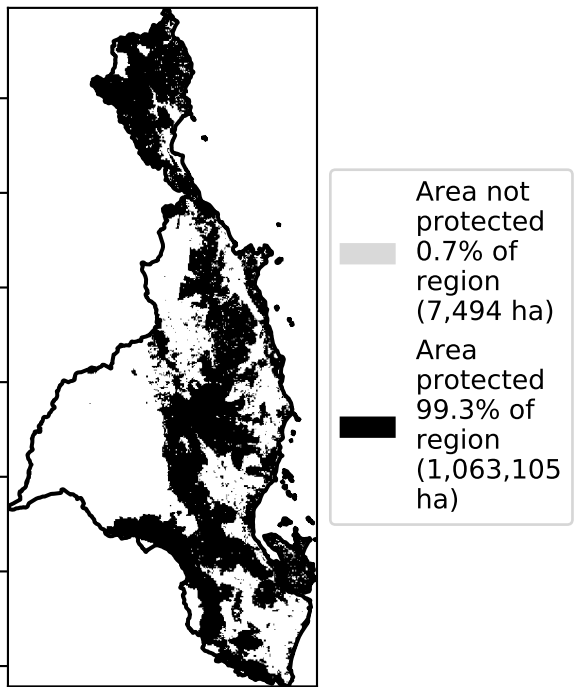 Area not
protected
0.7% of
region
(7,494 ha)
Area
protected
99.3% of
region
(1,063,105
ha)